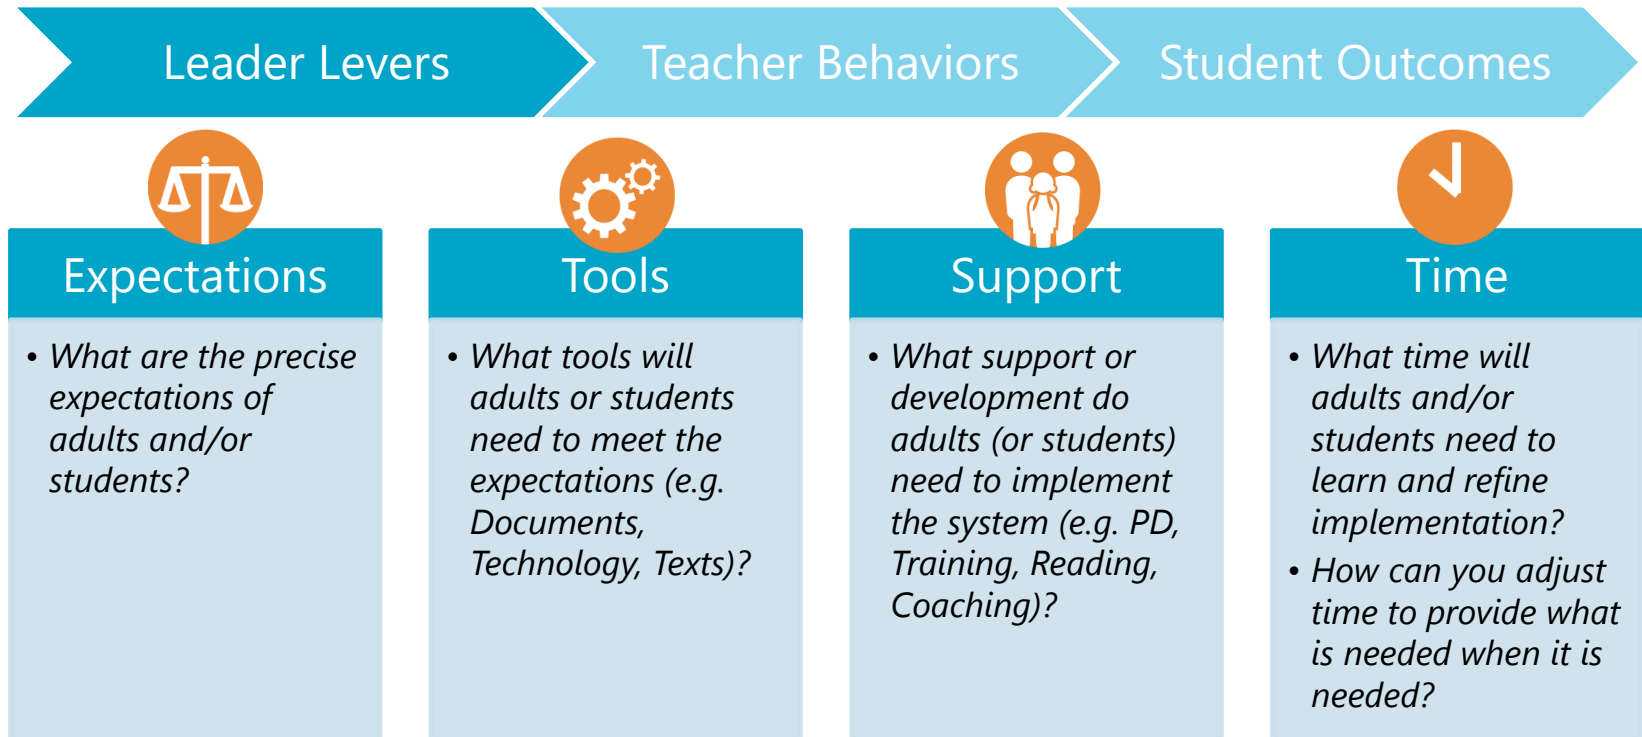 Leader Levers
Teacher Behaviors
Student Outcomes
Expectations
• What are the precise
expectations of
adults and/or
students?
Tools
• What tools will
adults or students
need to meet the
expectations (e.g.
Documents,
Technology, Texts)?
Support
• What support or
development do
adults (or students)
need to implement
the system (e.g. PD,
Training, Reading,
Coaching)?
Time
• What time will
adults and/or
students need to
learn and refine
implementation?
• How can you adjust
time to provide what
is needed when it is
needed?